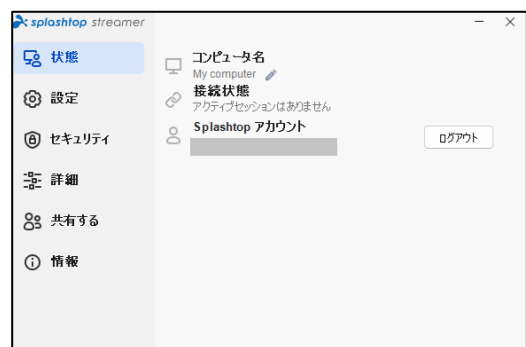 splashtop streamer
状態
設定
セキュリティ
詳細
共有する
情報
コンピュータ名
My computer
接続状態
アクティブセッションはありません
Splashtop アカウント
ログアウト